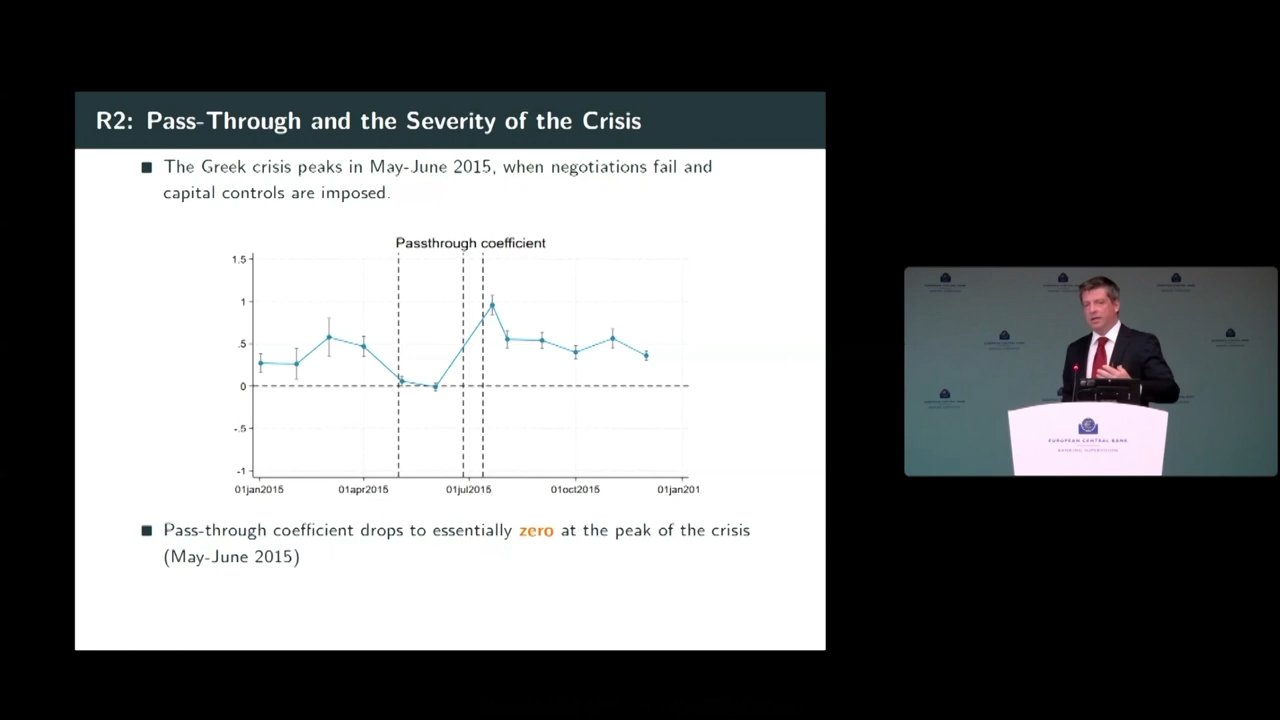 R2: Pass-Through and the Severity of the Crisis
The Greek crisis peaks in May-June 2015, when negotiations fail and
capital controls are imposed.
Passthrough coefficient
1.5
1
.5
0
-.5
-1
01jan2015 01apr2015 01jul2015 01oct2015 01jan201
Pass-through coefficient drops to essentially zero at the peak of the crisis
(May-June 2015)
EUROPEAN CENTRAL BANK
BANKING SUPERVISION